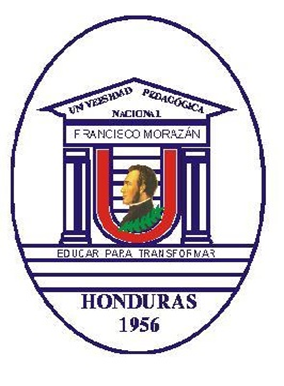 UNIVERSIDAD PEDAGÓGICA
NACIONAL
FRANCISCO MORAZÁN
EDUCAR PARA TRANSFORMAR
HONDURAS
1956